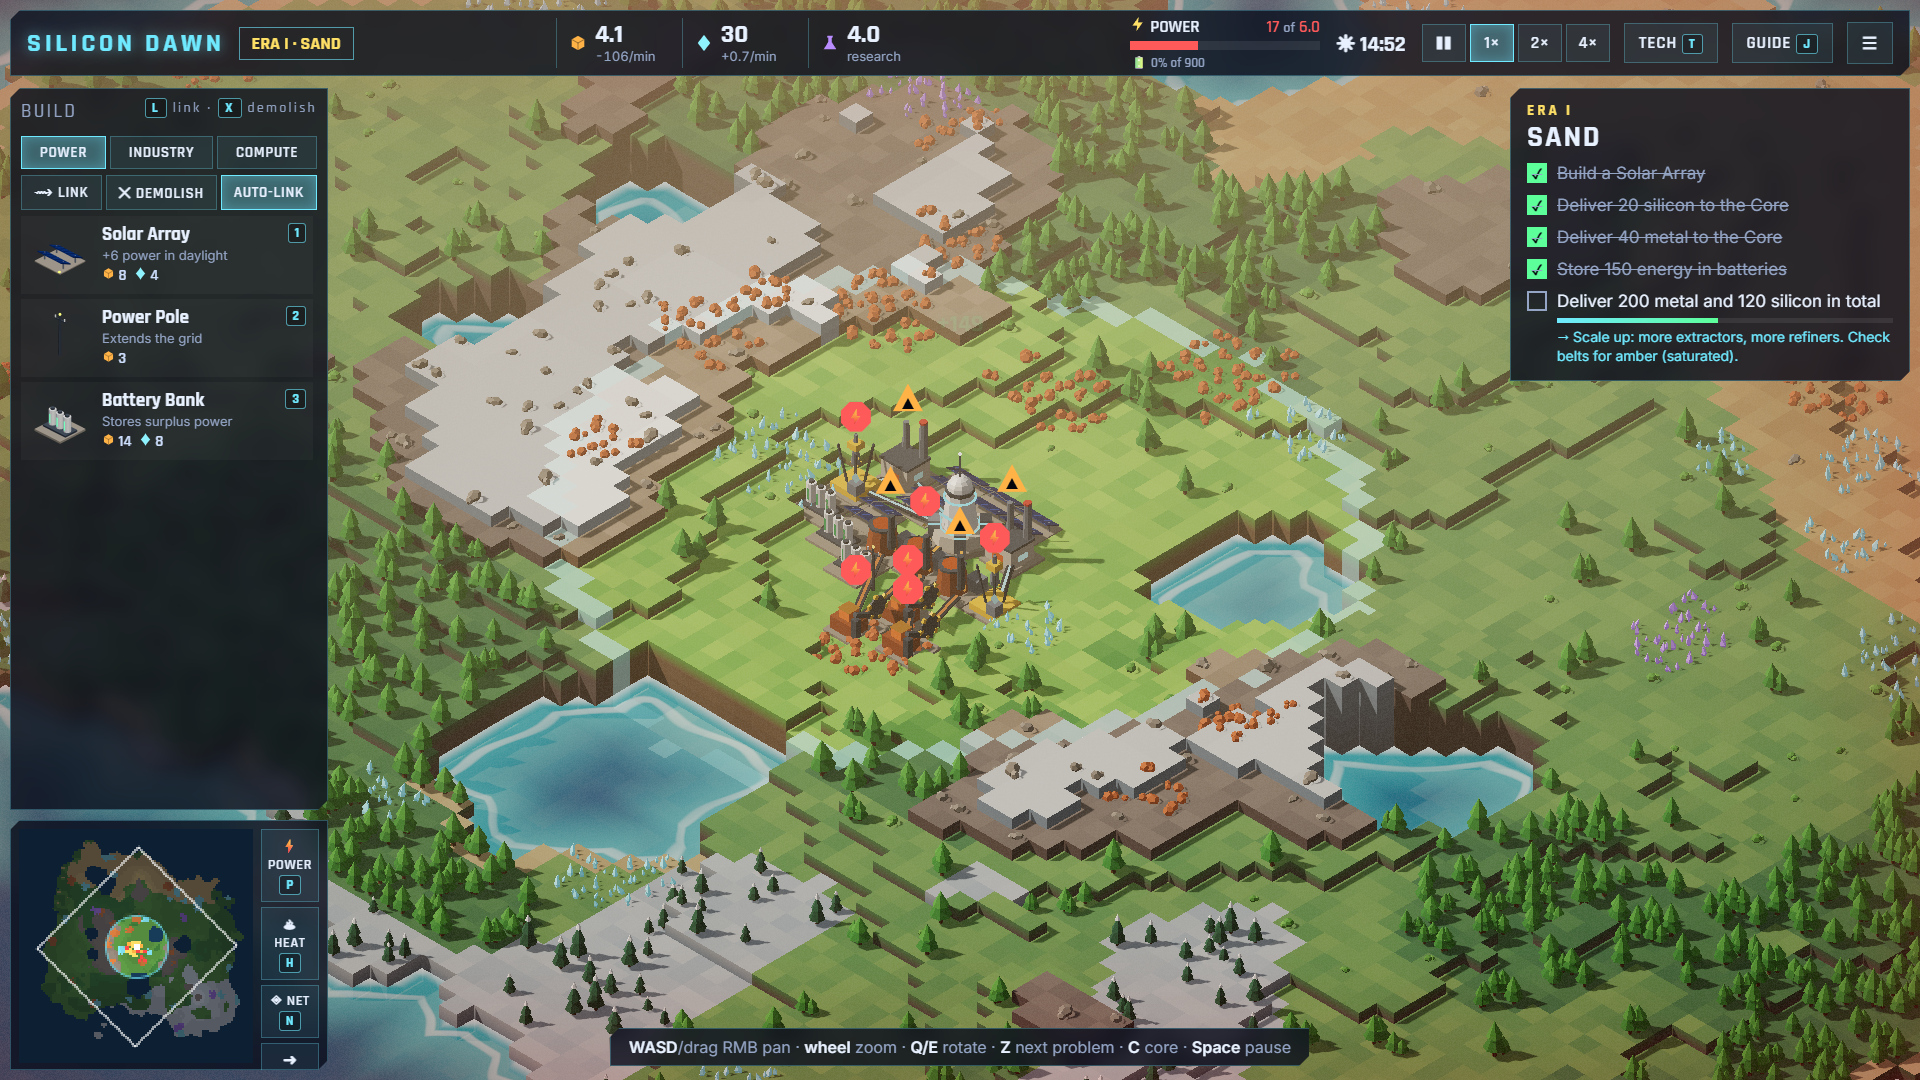 SILICON DAWN
ERA I · SAND
4.1
-106/min
30
+0.7/min
4.0
research
POWER
17 of 6.0
0% of 900
14:52
1×
2×
4×
TECH T
GUIDE J
BUILD
L link · X demolish
POWER
INDUSTRY
COMPUTE
LINK
DEMOLISH
AUTO-LINK
Solar Array
1
+6 power in daylight
8 4
Power Pole
2
Extends the grid
3
Battery Bank
3
Stores surplus power
14 8
ERA I
SAND
Build a Solar Array
Deliver 20 silicon to the Core
Deliver 40 metal to the Core
Store 150 energy in batteries
Deliver 200 metal and 120 silicon in total
→ Scale up: more extractors, more refiners. Check
belts for amber (saturated).
POWER
P
HEAT
H
NET
N
WASD/drag RMB pan · wheel zoom · Q/E rotate · Z next problem · C core · Space pause